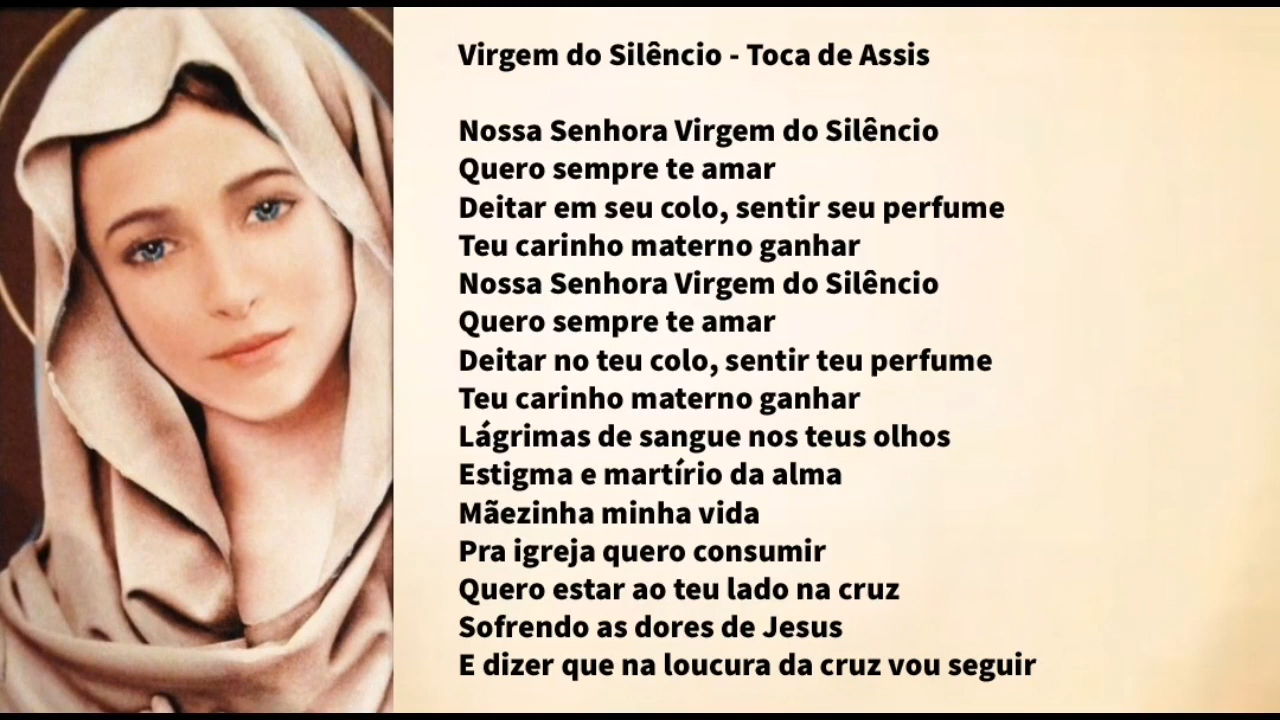 Virgem do Silêncio - Toca de Assis
Nossa Senhora Virgem do Silêncio
Quero sempre te amar
Deitar em seu colo, sentir seu perfume
Teu carinho materno ganhar
Nossa Senhora Virgem do Silêncio
Quero sempre te amar
Deitar no teu colo, sentir teu perfume
Teu carinho materno ganhar
Lágrimas de sangue nos teus olhos
Estigma e martírio da alma
Mãezinha minha vida
Pra igreja quero consumir
Quero estar ao teu lado na cruz
Sofrendo as dores de Jesus
E dizer que na loucura da cruz vou seguir